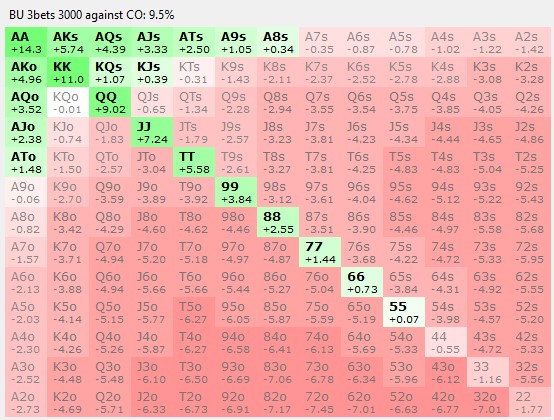 BU 3bets 3000 against CO: 9.5%
AA AKs AQs AJs ATs A9s A8s A7s A6s A5s A4s A3s A2s
+14.3 +5.74 +4.39 +3.33 +2.50 +1.05 +0.34 -0.35 -0.87 -0.78 -1.02 -1.22 -1.42
AKo KK KQs KJs KTs K9s K8s K7s K6s K5s K4s K3s K2s
+4.96 +11.0 +1.07 +0.39 -0.31 -1.43 -2.11 -2.37 -2.52 -2.78 -2.88 -3.08 -3.28
AQo KQo QQ QJs QTs Q9s Q8s Q7s Q6s Q5s Q4s Q3s Q2s
+3.52 -0.01 +9.02 -0.65 -1.34 -2.28 -2.94 -3.55 -3.54 -3.75 -3.85 -4.05 -4.26
AJo KJo QJo JJ JTs J9s J8s J7s J6s J5s J4s J3s J2s
+2.38 -0.74 -1.83 +7.24 -1.79 -2.57 -3.23 -3.81 -4.23 -4.34 -4.44 -4.65 -4.86
ATo KTo QTo JTo TT T9s T8s T7s T6s T5s T4s T3s T2s
+1.48 -1.50 -2.57 -3.04 +5.58 -2.61 -3.27 -3.81 -4.25 -4.83 -4.83 -5.04 -5.25
A9o K9o Q9o J9o T9o 99 98s 97s 96s 95s 94s 93s 92s
-0.06 -2.70 -3.59 -3.89 -3.92 +3.84 -3.12 -3.61 -4.04 -4.62 -5.12 -5.22 -5.43
A8o K8o Q8o J8o T8o 98o 88 87s 86s 85s 84s 83s 82s
-0.82 -3.42 -4.29 -4.60 -4.62 -4.46 +2.55 -3.51 -3.90 -4.46 -4.97 -5.58 -5.68
A7o K7o Q7o J7o T7o 97o 87o 77 76s 75s 74s 73s 72s
-1.57 -3.71 -4.94 -5.20 -5.18 -4.97 -4.87 +1.44 -3.68 -4.22 -4.72 -5.33 -5.95
A6o K6o Q6o J6o T6o 96o 86o 76o 66 65s 64s 63s 62s
-2.13 -3.88 -4.94 -5.66 -5.66 -5.44 -5.27 -5.04 +0.73 -3.84 -4.31 -4.92 -5.55
A5o K5o Q5o J5o T5o 95o 85o 75o 65o 55 54s 53s 52s
-2.03 -4.14 -5.15 -5.77 -6.27 -6.05 -5.87 -5.59 -5.19 +0.07 -3.98 -4.57 -5.20
A4o K4o Q4o J4o T4o 94o 84o 74o 64o 54o 44 43s 42s
-2.30 -4.26 -5.26 -5.87 -6.27 -6.58 -6.41 -6.13 -5.69 -5.33 -0.55 -4.72 -5.33
A3o K3o Q3o J3o T3o 93o 83o 73o 63o 53o 43o 33 32s
-2.52 -4.48 -5.48 -6.10 -6.50 -6.69 -7.06 -6.78 -6.34 -5.96 -6.12 -1.16 -5.56
A2o K2o Q2o J2o T2o 92o 82o 72o 62o 52o 42o 32o 22
-2.73 -4.69 -5.71 -6.33 -6.73 -6.91 -7.17 -7.45 -7.01 -6.63 -6.77 -7.01 -1.77